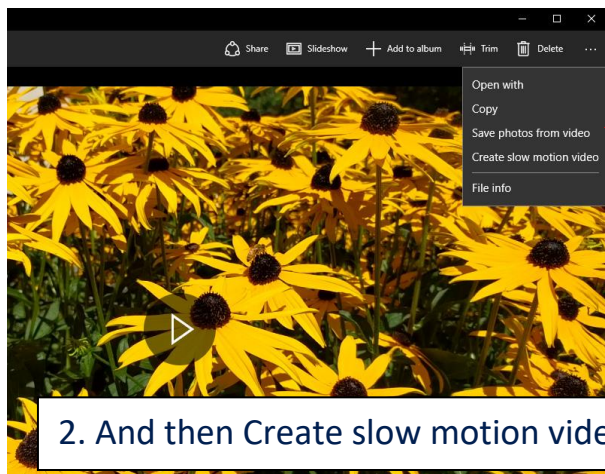 Share Slideshow Add to album Trim Delete ...
Open with
Copy
Save photos from video
Create slow motion video
File info
2. And then Create slow motion vide